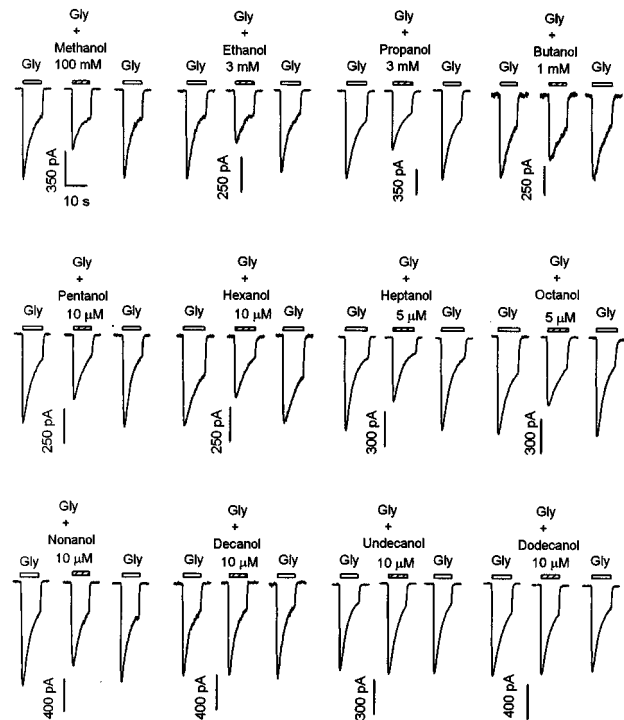 Gly
+
Methanol
Gly 100 mM Gly
350 pA
10 s
Gly
+
Ethanol
Gly 3 mM Gly
250 pA
Gly
+
Propanol
Gly 3 mM Gly
350 pA
Gly
+
Butanol
Gly 1 mM Gly
250 pA
Gly
+
Pentanol
Gly 10 µM Gly
250 pA
Gly
+
Hexanol
Gly 10 µM Gly
250 pA
Gly
+
Heptanol
Gly 5 µM Gly
300 pA
Gly
+
Octanol
Gly 5 µM Gly
300 pA
Gly
+
Nonanol
Gly 10 µM Gly
400 pA
Gly
+
Decanol
Gly 10 µM Gly
400 pA
Gly
+
Undecanol
Gly 10 µM Gly
300 pA
Gly
+
Dodecanol
Gly 10 µM Gly
400 pA